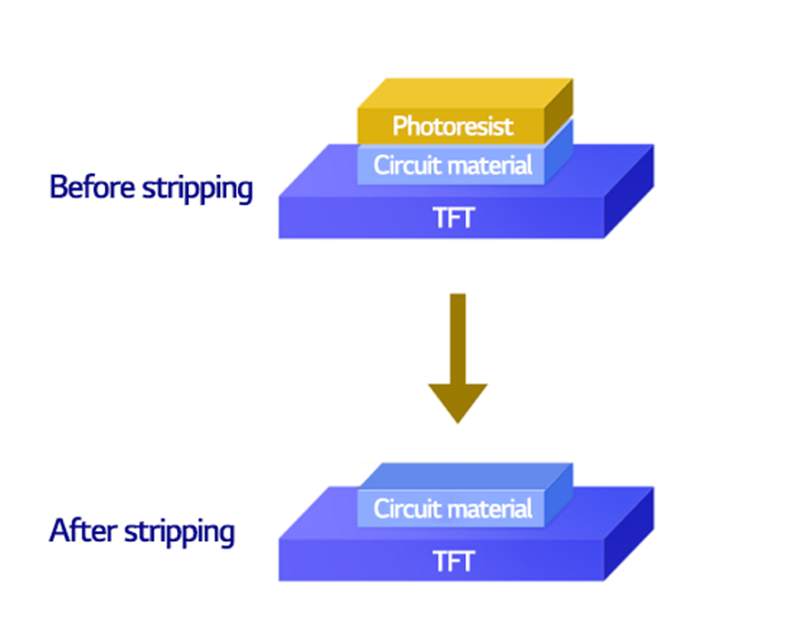 Photoresist
Circuit material
Before stripping
TFT
Circuit material
After stripping
TFT